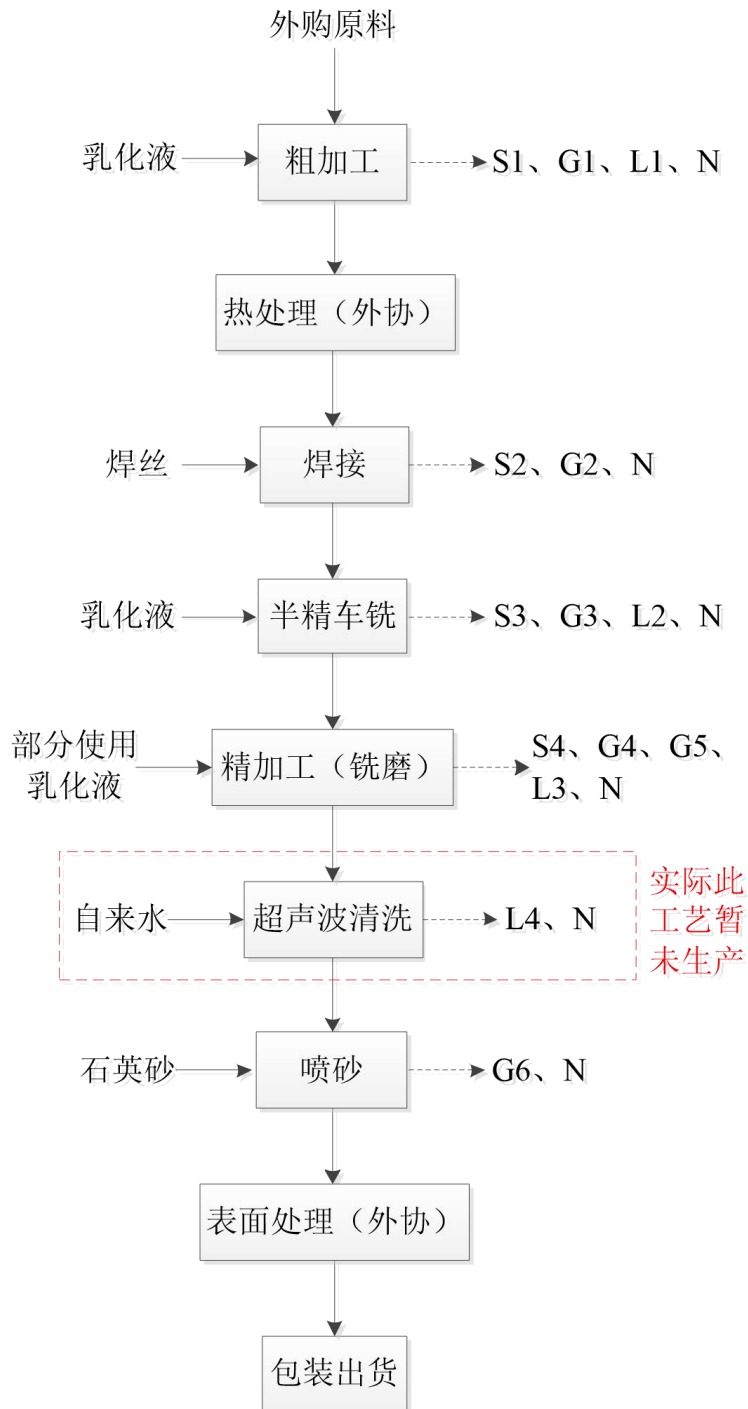 外购原料
乳化液
粗加工
S1、G1、L1、N
热处理（外协）
焊丝
焊接
S2、G2、N
乳化液
半精车铣
S3、G3、L2、N
部分使用
乳化液
精加工（铣磨）
S4、G4、G5、
L3、N
自来水
超声波清洗
L4、N
实际此
工艺暂
未生产
石英砂
喷砂
G6、N
表面处理（外协）
包装出货